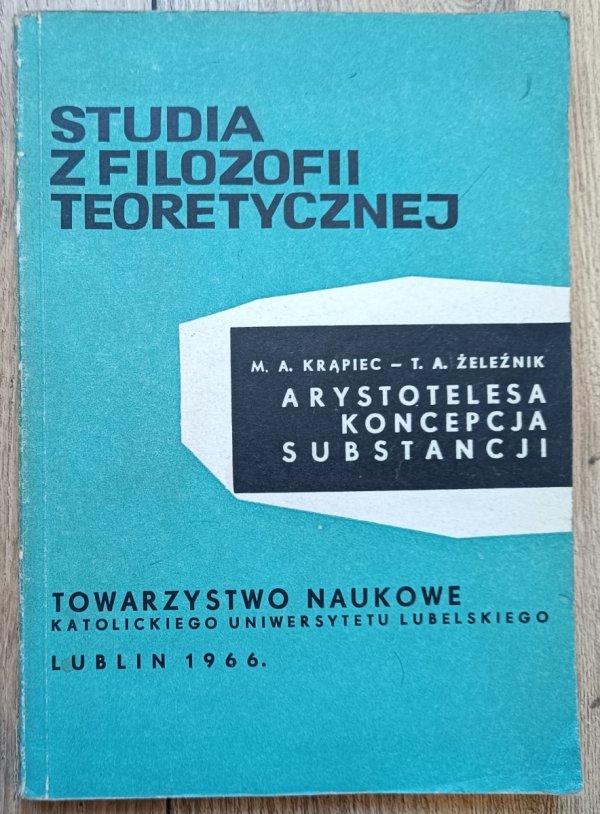 STUDIA
Z FILOZOFII
TEORETYCZNEJ
M. A. KRĄPIEC – T. A. ŻELEŹNIK
ARYSTOTELESA
KONCEPCJA
SUBSTANCJI
TOWARZYSTWO NAUKOWE
KATOLICKIEGO UNIWERSYTETU LUBELSKIEGO
LUBLIN 1966.